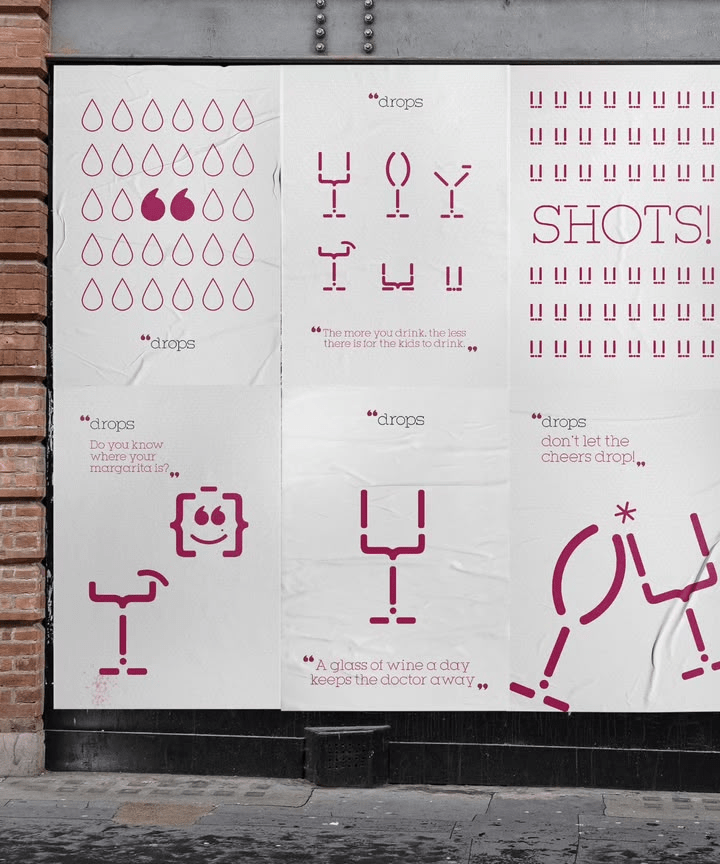 “drops
“drops
“The more you drink, the less
there is for the kids to drink.”
SHOTS!
“drops
Do you know
where your
margarita is?”
“drops
“A glass of wine a day
keeps the doctor away”
“drops
don't let the
cheers drop!”